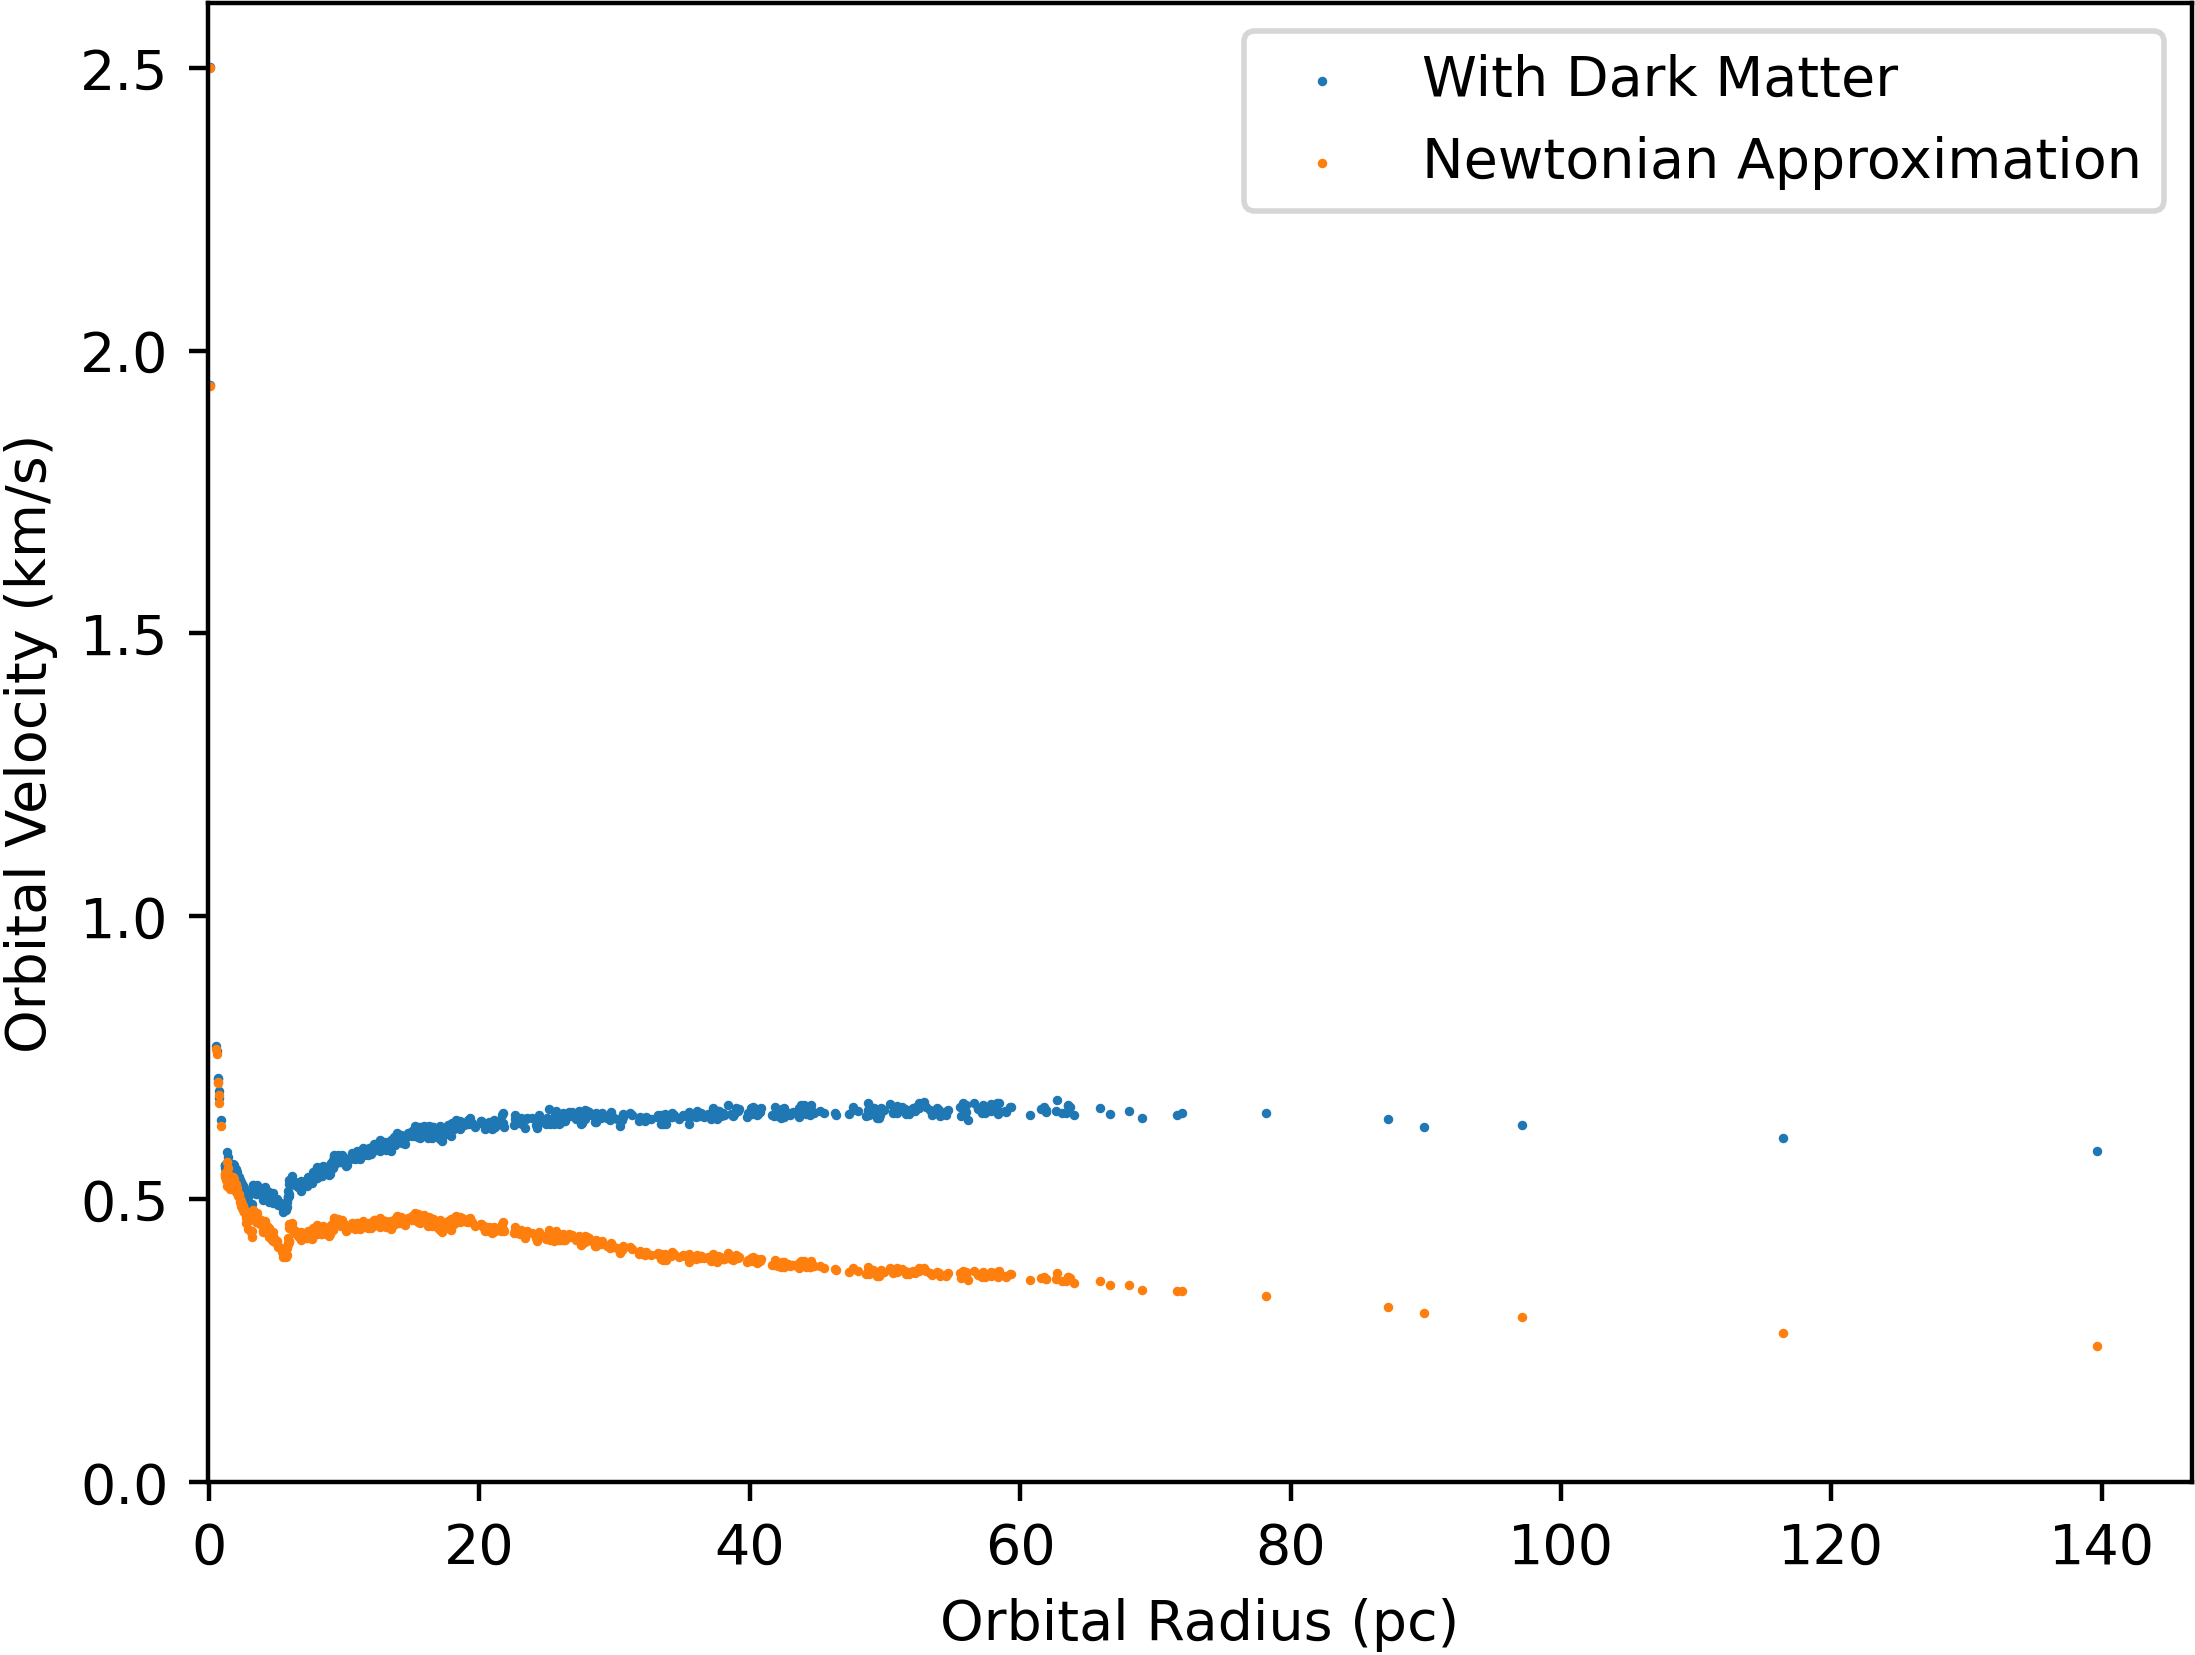 With Dark Matter
Newtonian Approximation
2.5
2.0
1.5
1.0
0.5
0.0
Orbital Velocity (km/s)
0 20 40 60 80 100 120 140
Orbital Radius (pc)